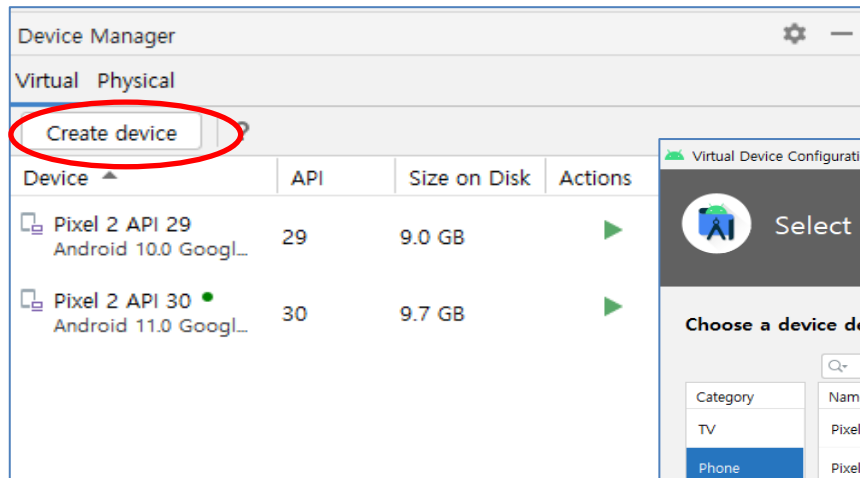 Device Manager
Virtual Physical
Create device ?
Device API Size on Disk Actions
Pixel 2 API 29
Android 10.0 Googl... 29 9.0 GB
Pixel 2 API 30
Android 11.0 Googl... 30 9.7 GB
Virtual Device Configurati
Select
Choose a device de
Category Nam
TV Pixel
Phone Pixel